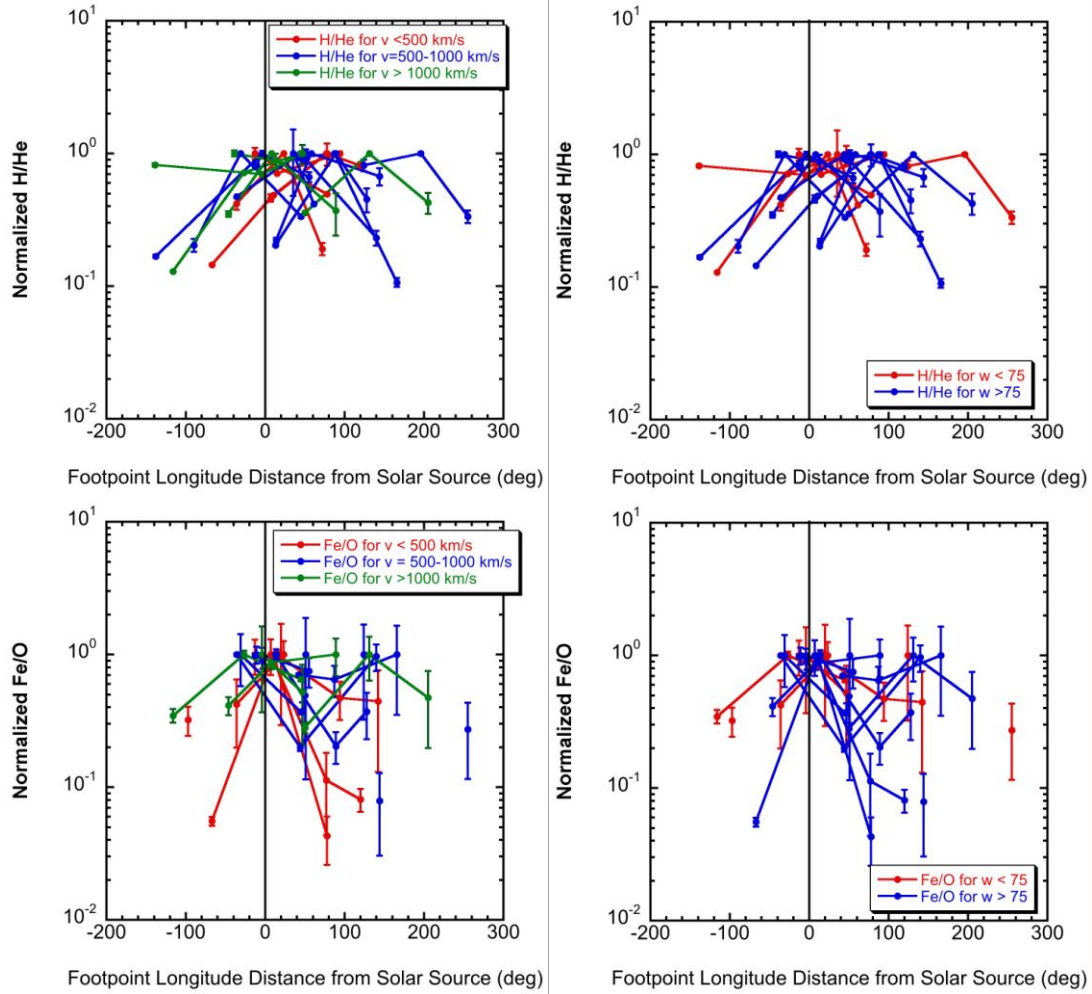 10^1
H/He for v <500 km/s
H/He for v=500-1000 km/s
H/He for v > 1000 km/s
10^0
Normalized H/He
10^-1
10^-2
-200 -100 0 100 200 300
Footpoint Longitude Distance from Solar Source (deg)
10^1
10^0
Normalized H/He
10^-1
H/He for w < 75
H/He for w >75
10^-2
-200 -100 0 100 200 300
Footpoint Longitude Distance from Solar Source (deg)
10^1
Fe/O for v < 500 km/s
Fe/O for v = 500-1000 km/s
Fe/O for v >1000 km/s
10^0
Normalized Fe/O
10^-1
10^-2
-200 -100 0 100 200 300
Footpoint Longitude Distance from Solar Source (deg)
10^1
10^0
Normalized Fe/O
10^-1
Fe/O for w < 75
Fe/O for w > 75
10^-2
-200 -100 0 100 200 300
Footpoint Longitude Distance from Solar Source (deg)